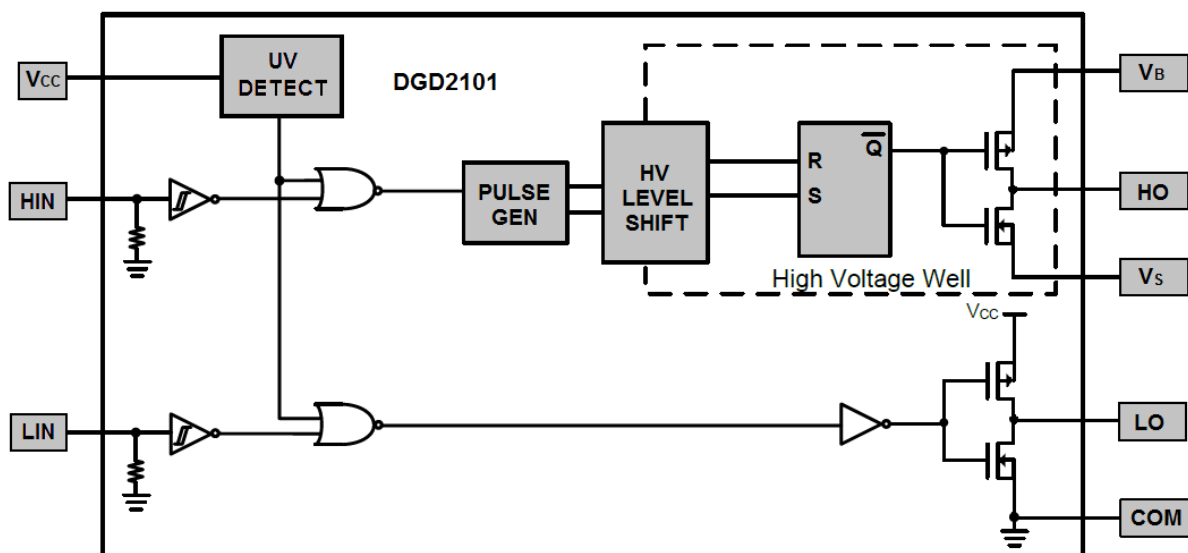 VCC
UV
DETECT
DGD2101
VB
HIN
PULSE
GEN
HV
LEVEL
SHIFT
R
S
Q̅
HO
High Voltage Well
VS
VCC
LIN
LO
COM